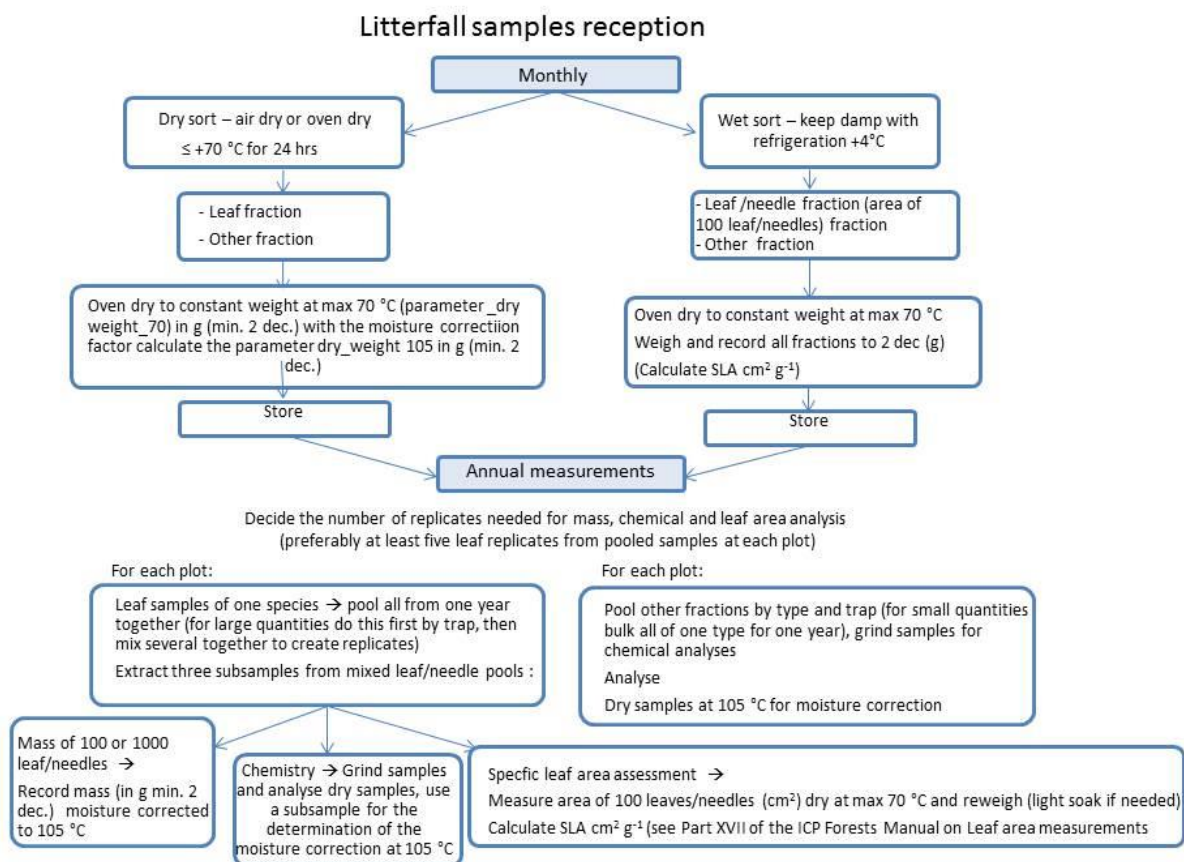 Litterfall samples reception
Monthly
Dry sort – air dry or oven dry
≤ +70 °C for 24 hrs
Wet sort – keep damp with
refrigeration +4°C
- Leaf fraction
- Other fraction
- Leaf /needle fraction (area of
100 leaf/needles) fraction
- Other fraction
Oven dry to constant weight at max 70 °C (parameter _dry
weight_70) in g (min. 2 dec.) with the moisture correctiion
factor calculate the parameter dry_weight 105 in g (min. 2
dec.)
Oven dry to constant weight at max 70 °C
Weigh and record all fractions to 2 dec (g)
(Calculate SLA cm² g⁻¹)
Store
Store
Annual measurements
Decide the number of replicates needed for mass, chemical and leaf area analysis
(preferably at least five leaf replicates from pooled samples at each plot)
For each plot:
Leaf samples of one species → pool all from one year
together (for large quantities do this first by trap, then
mix several together to create replicates)
Extract three subsamples from mixed leaf/needle pools :
For each plot:
Pool other fractions by type and trap (for small quantities
bulk all of one type for one year), grind samples for
chemical analyses
Analyse
Dry samples at 105 °C for moisture correction
Mass of 100 or 1000
leaf/needles →
Record mass (in g min. 2
dec.) moisture corrected
to 105 °C
Chemistry → Grind samples
and analyse dry samples, use
a subsample for the
determination of the
moisture correction at 105 °C
Specfic leaf area assessment →
Measure area of 100 leaves/needles (cm²) dry at max 70 °C and reweigh (light soak if needed)
Calculate SLA cm² g⁻¹ (see Part XVII of the ICP Forests Manual on Leaf area measurements